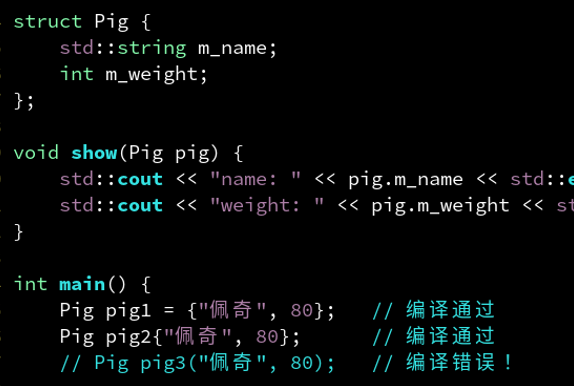 struct Pig {
    std::string m_name;
    int m_weight;
};
void show(Pig pig) {
    std::cout << "name: " << pig.m_name << std::
    std::cout << "weight: " << pig.m_weight <<
}
int main() {
    Pig pig1 = {"佩奇", 80};   // 编译通过
    Pig pig2{"佩奇", 80};      // 编译通过
    // Pig pig3("佩奇", 80);   // 编译错误！